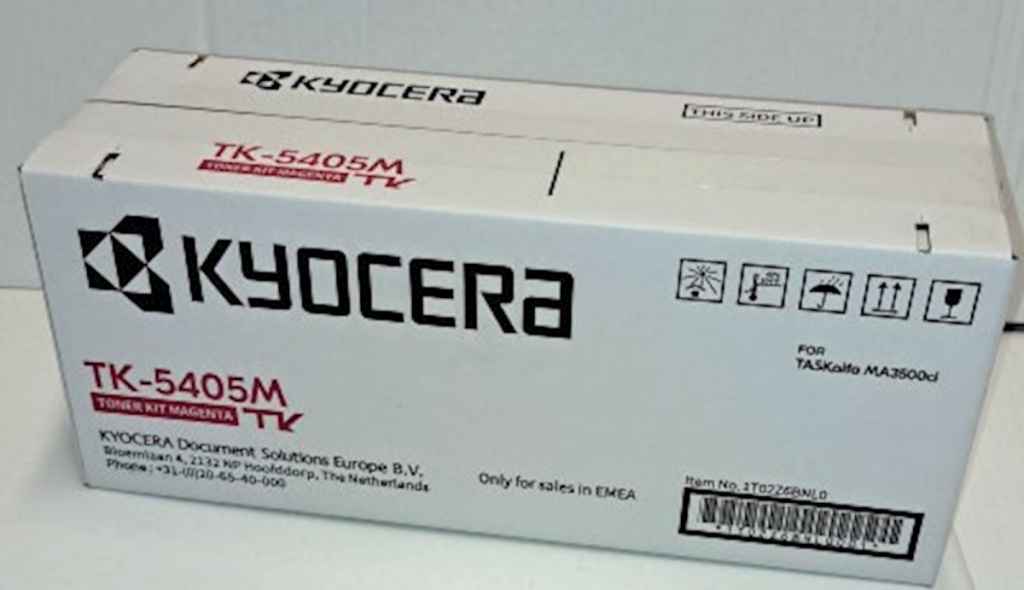 KYOCERA
THIS SIDE UP
TK-5405M
TONER KIT MAGENTA TK
KYOCERA
FOR
TASKalfa MA3500ci
TK-5405M
TONER KIT MAGENTA TK
KYOCERA Document Solutions Europe B.V.
Bloemlaan 4, 2132 NP Hoofddorp, The Netherlands
Phone: +31-(0)20-65-40-000
Only for sales in EMEA
Item No. 1T02Z6BNL0